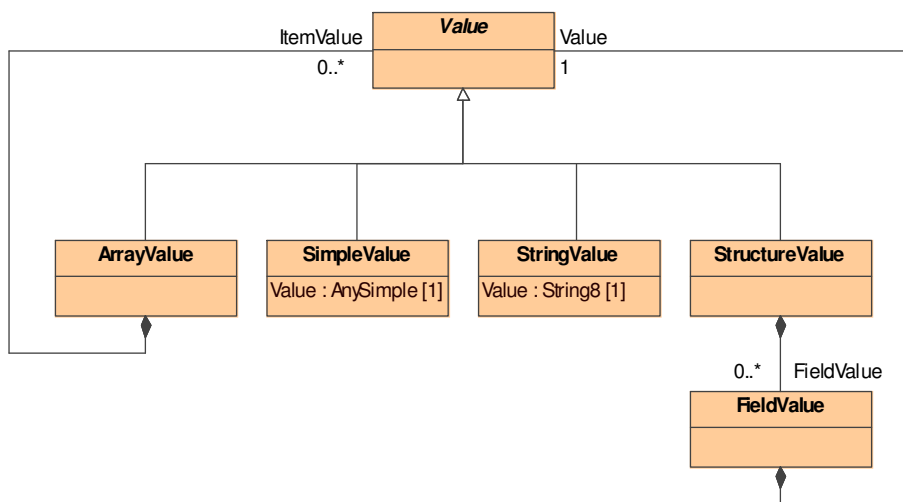 ItemValue
Value
Value
0..*
1
ArrayValue
SimpleValue
StringValue
StructureValue
Value : AnySimple [1]
Value : String8 [1]
0..*
FieldValue
FieldValue